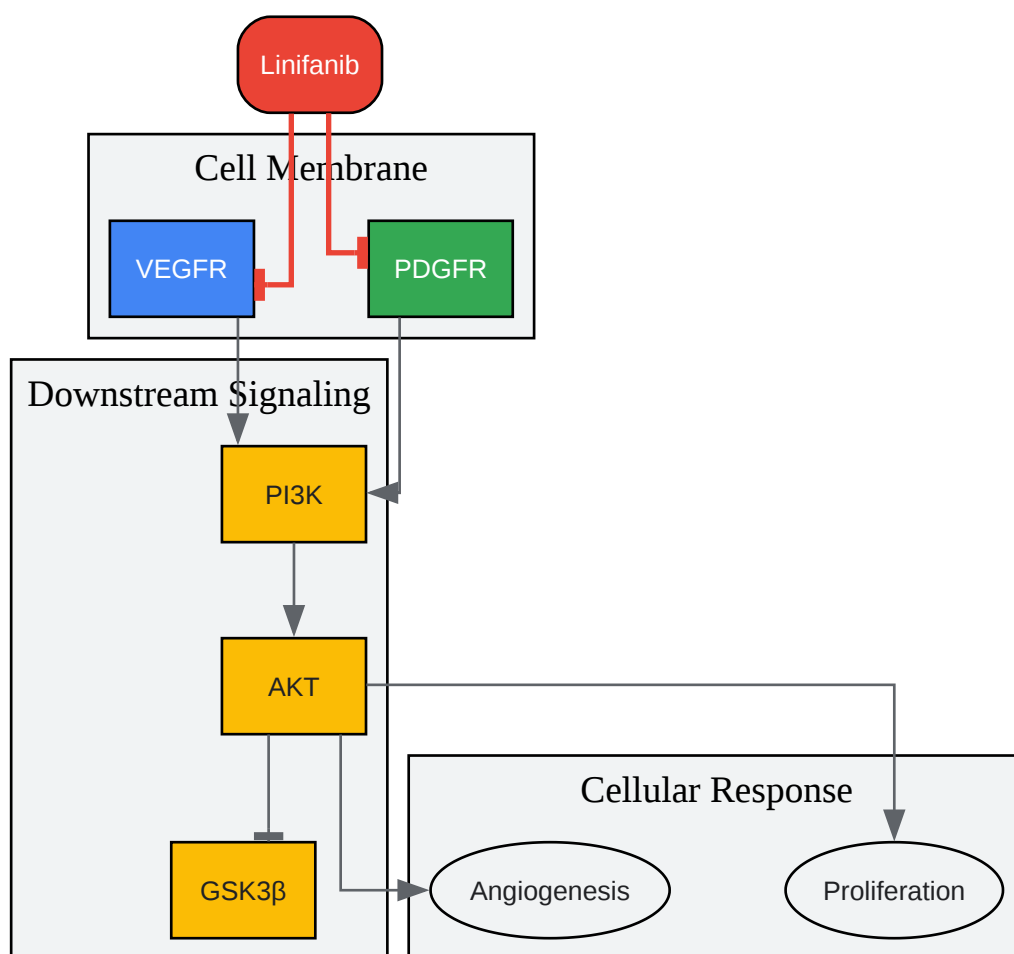 Linifanib
Cell Membrane
VEGFR
PDGFR
Downstream Signaling
PI3K
AKT
Cellular Response
GSK3β
Angiogenesis
Proliferation